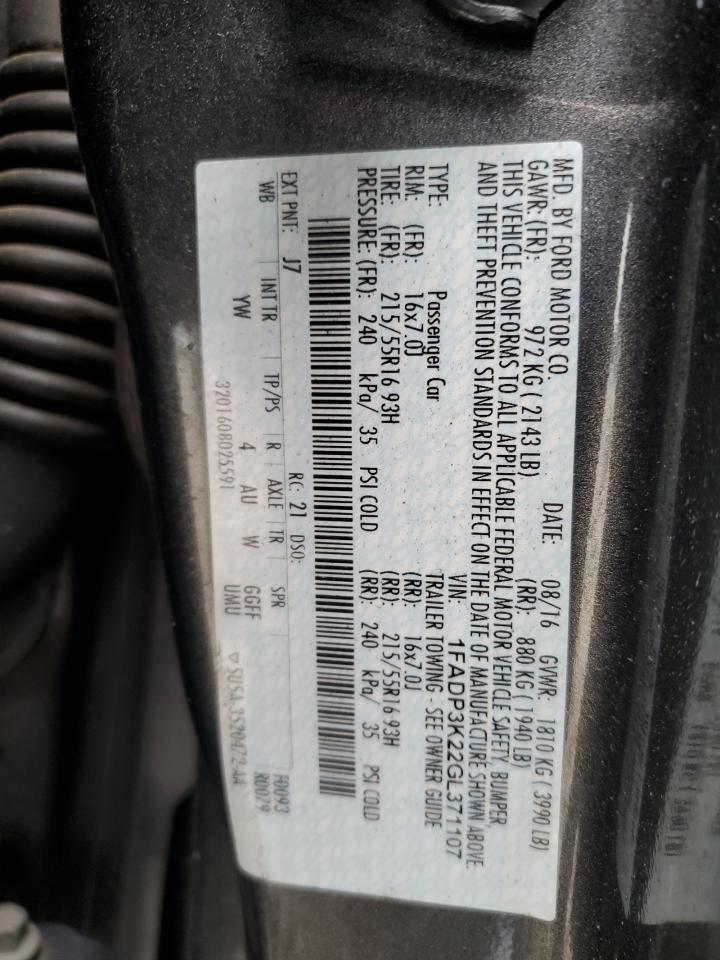 MFD. BY FORD MOTOR CO. DATE: 08/16 GVWR: 1810 KG ( 3990 LB)
GAWR: (FR): 972 KG ( 2143 LB) (RR): 880 KG ( 1940 LB)
THIS VEHICLE CONFORMS TO ALL APPLICABLE FEDERAL MOTOR VEHICLE SAFETY, BUMPER
AND THEFT PREVENTION STANDARDS IN EFFECT ON THE DATE OF MANUFACTURE SHOWN ABOVE.
VIN: 1FADP3K22GL371107
TYPE: Passenger Car TRAILER TOWING - SEE OWNER GUIDE
RIM: (FR): 16x7.0J (RR): 16x7.0J
TIRE: (FR): 215/55R16 93H (RR): 215/55R16 93H
PRESSURE: (FR): 240 kPa/ 35 PSI COLD (RR): 240 kPa/ 35 PSI COLD
RC: 21 DSO:
EXT PNT: J7
WB INT TR TP/PS R AXLE TR SPR F0093
YW 4 AU W GGFF R0079
UMU
3201608025591